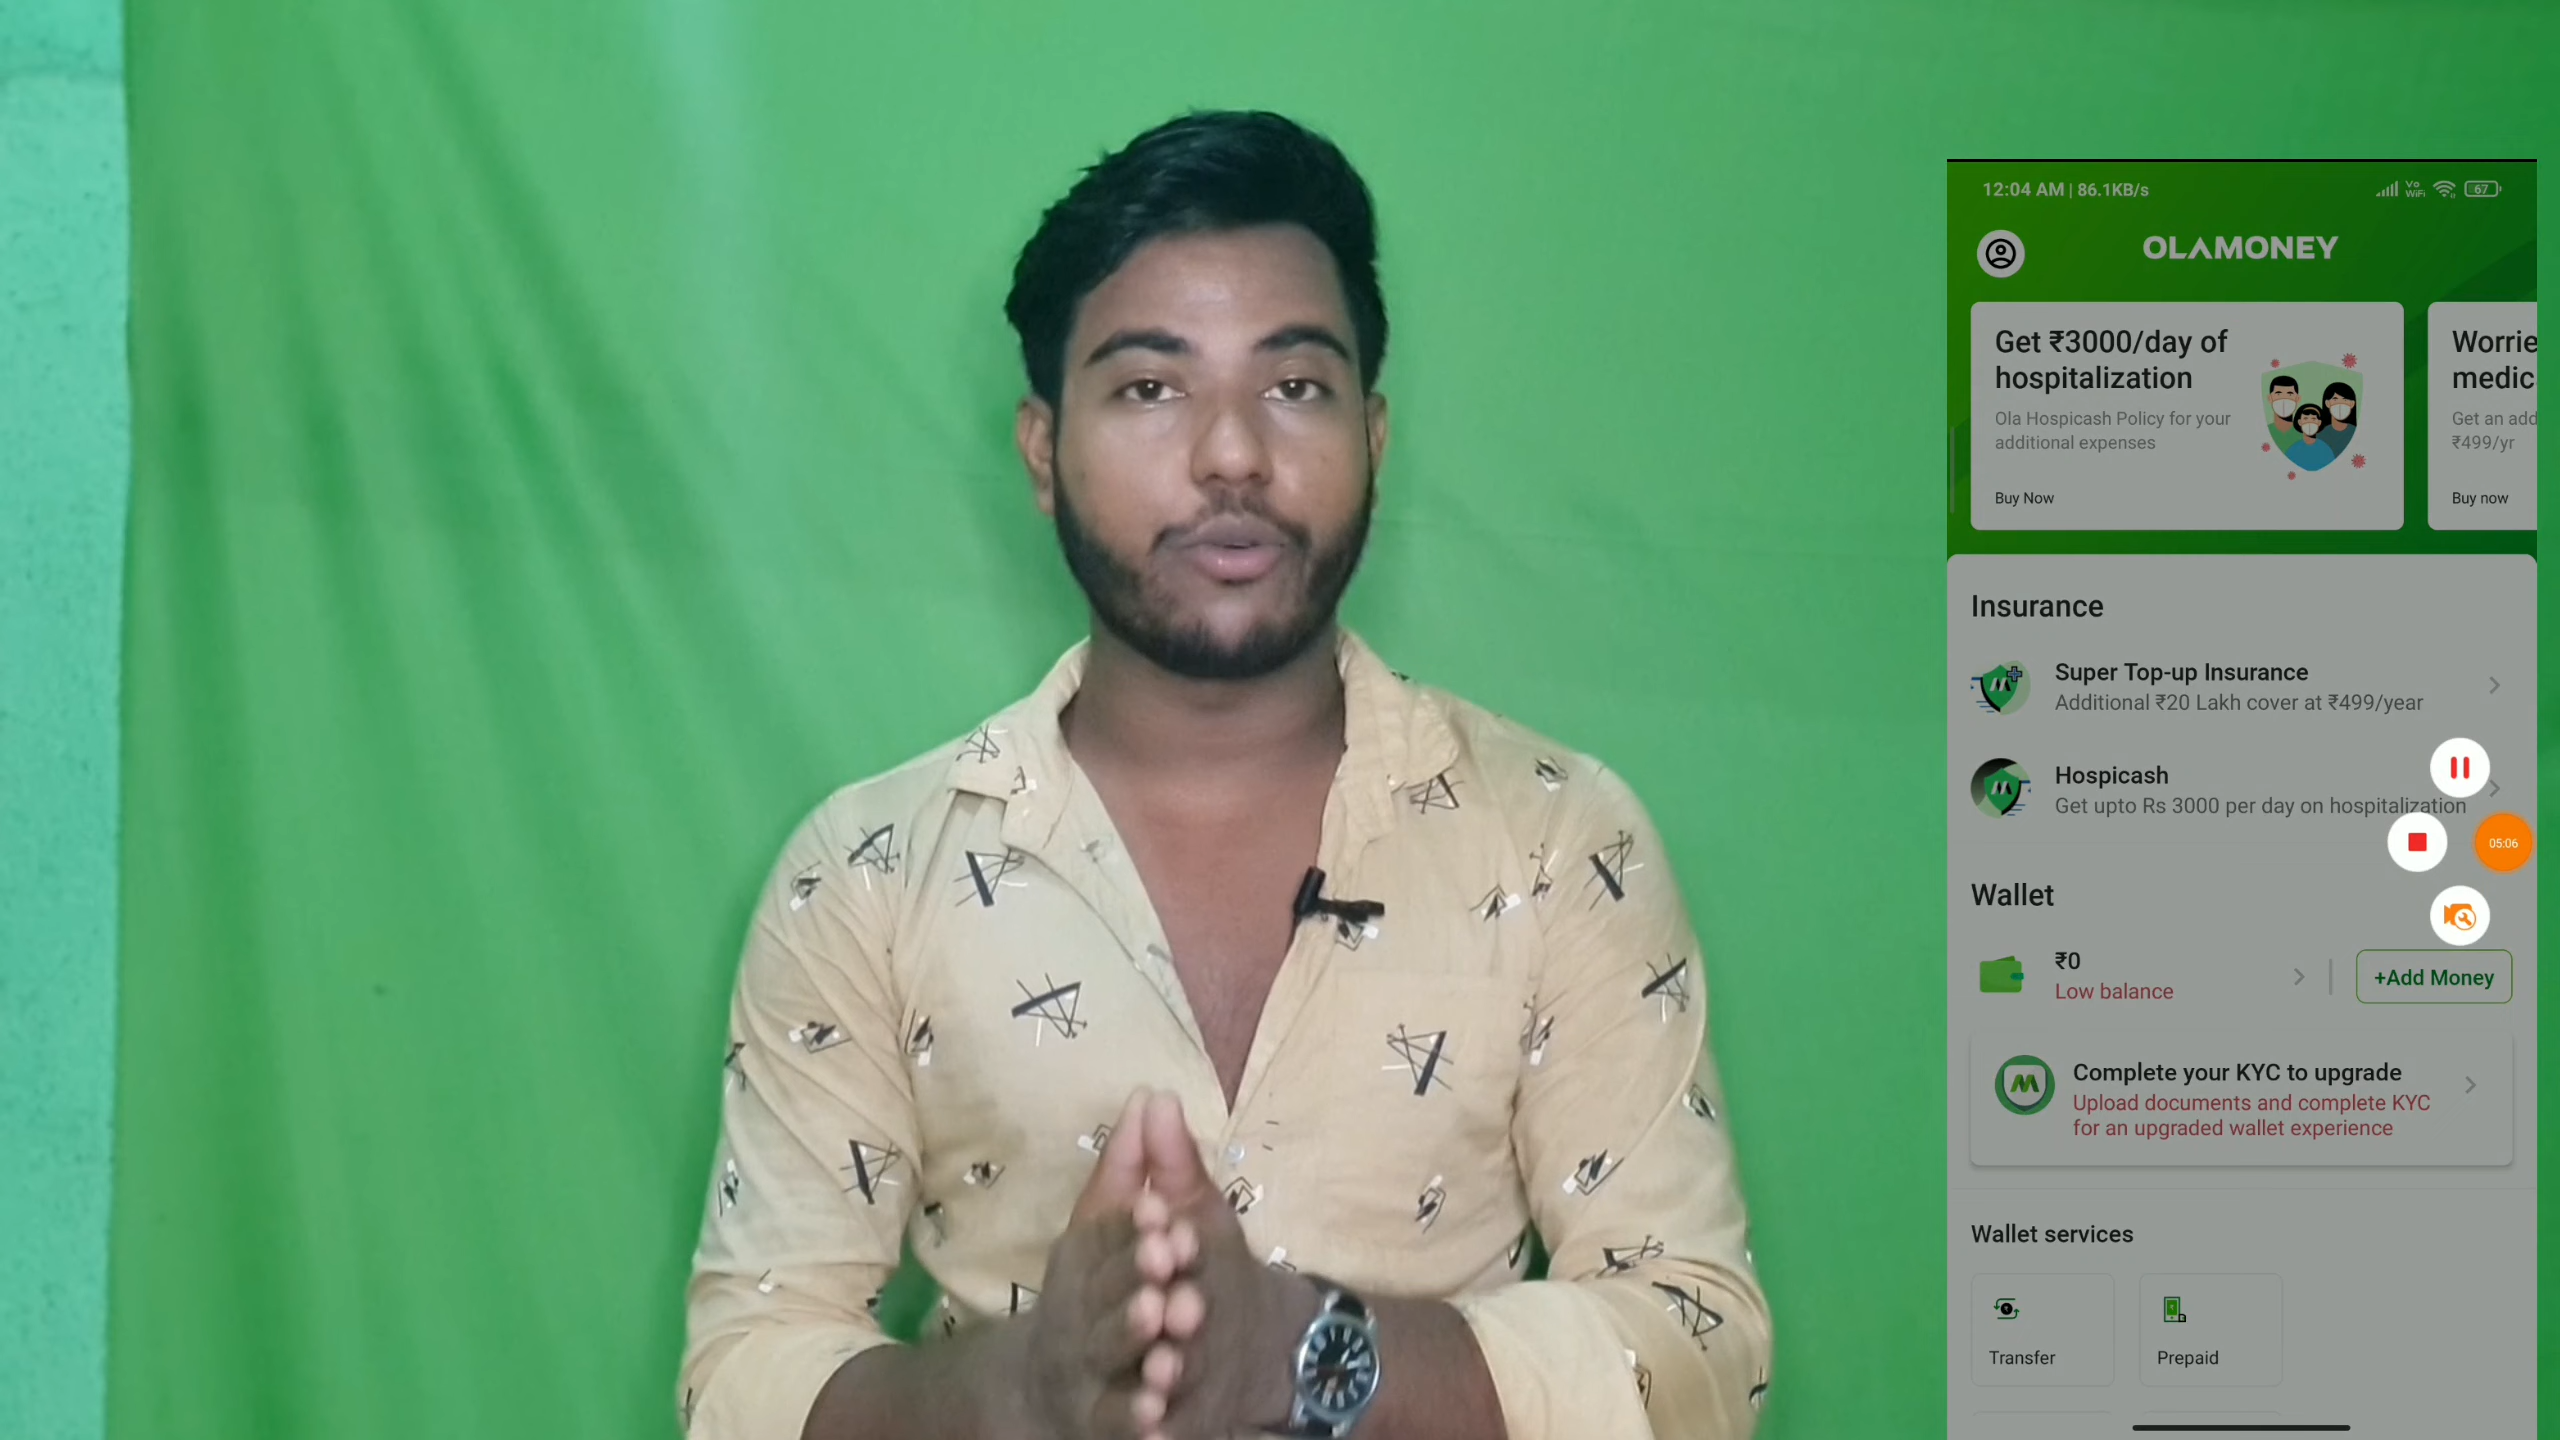 12:04 AM | 86.1KB/s
Vo
WiFi
67
OLAMONEY
Get ₹3000/day of
hospitalization
Ola Hospicash Policy for your
additional expenses
Buy Now
Worrie
medic
Get an add
₹499/yr
Buy now
Insurance
Super Top-up Insurance
Additional ₹20 Lakh cover at ₹499/year
Hospicash
Get upto Rs 3000 per day on hospitalization
05:06
Wallet
₹0
Low balance
+Add Money
Complete your KYC to upgrade
Upload documents and complete KYC
for an upgraded wallet experience
Wallet services
Transfer
Prepaid